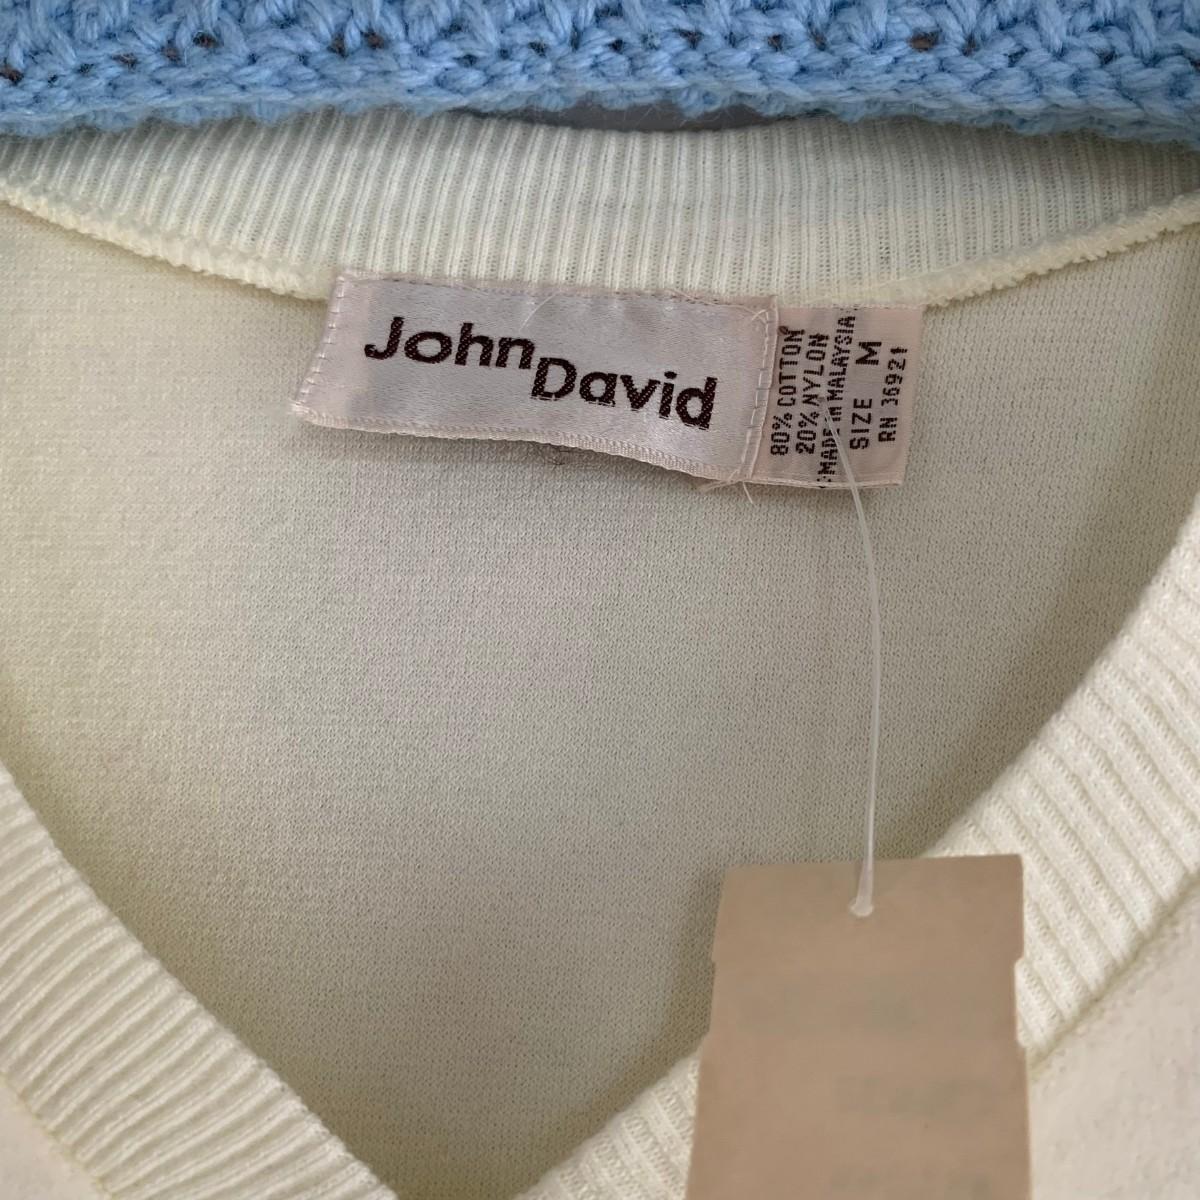 John
David
80% COTTON
20% NYLON
MADE IN MALAYSIA
SIZE M
RN 36921